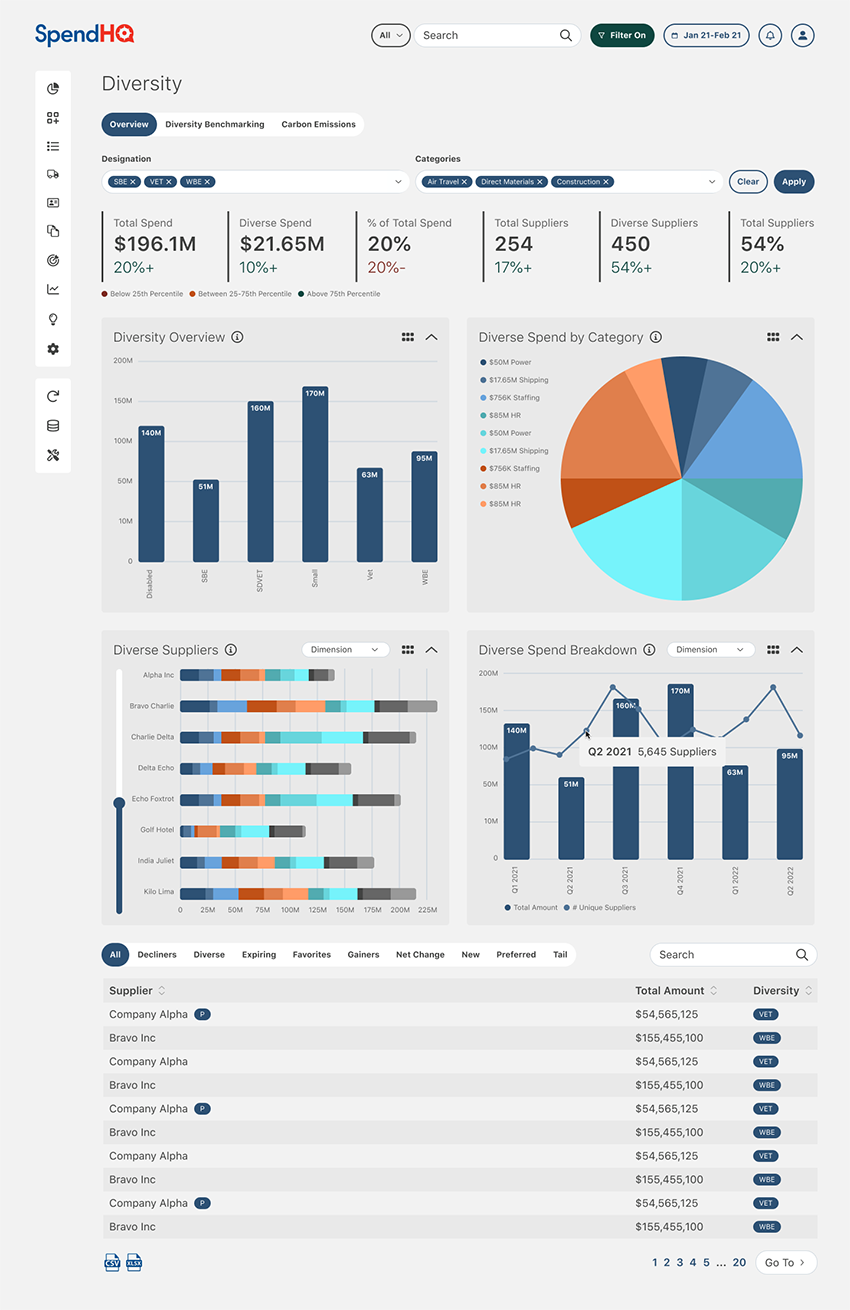 SpendHQ
All
Search
Filter On
Jan 21-Feb 21
Diversity
Overview
Diversity Benchmarking
Carbon Emissions
Designation
Categories
SBE ✕ VET ✕ WBE ✕
Air Travel ✕ Direct Materials ✕ Construction ✕
Clear
Apply
Total Spend
$196.1M
20%+
Diverse Spend
$21.65M
10%+
% of Total Spend
20%
20%-
Total Suppliers
254
17%+
Diverse Suppliers
450
54%+
Total Suppliers
54%
20%+
Below 25th Percentile
Between 25-75th Percentile
Above 75th Percentile
Diversity Overview
200M
150M
100M
50M
10M
0
140M
51M
160M
170M
63M
95M
Disabled
SBE
SDVET
Small
Vet
WBE
Diverse Spend by Category
$50M Power
$17.65M Shipping
$756K Staffing
$85M HR
$50M Power
$17.65M Shipping
$756K Staffing
$85M HR
$85M HR
Diverse Suppliers
Dimension
Alpha Inc
Bravo Charlie
Charlie Delta
Delta Echo
Echo Foxtrot
Golf Hotel
India Juliet
Kilo Lima
0 25M 50M 75M 100M 125M 150M 175M 200M 225M
Diverse Spend Breakdown
Dimension
200M
150M
100M
50M
10M
0
140M
51M
160M
170M
63M
95M
Q2 2021 5,645 Suppliers
Q1 2021
Q2 2021
Q3 2021
Q4 2021
Q1 2022
Q2 2022
Total Amount
# Unique Suppliers
All Decliners Diverse Expiring Favorites Gainers Net Change New Preferred Tail
Search
Supplier Total Amount Diversity
Company Alpha P $54,565,125 VET
Bravo Inc $155,455,100 WBE
Company Alpha $54,565,125 VET
Bravo Inc $155,455,100 WBE
Company Alpha P $54,565,125 VET
Bravo Inc $155,455,100 WBE
Company Alpha $54,565,125 VET
Bravo Inc $155,455,100 WBE
Company Alpha P $54,565,125 VET
Bravo Inc $155,455,100 WBE
CSV XLSX
1 2 3 4 5 ... 20
Go To